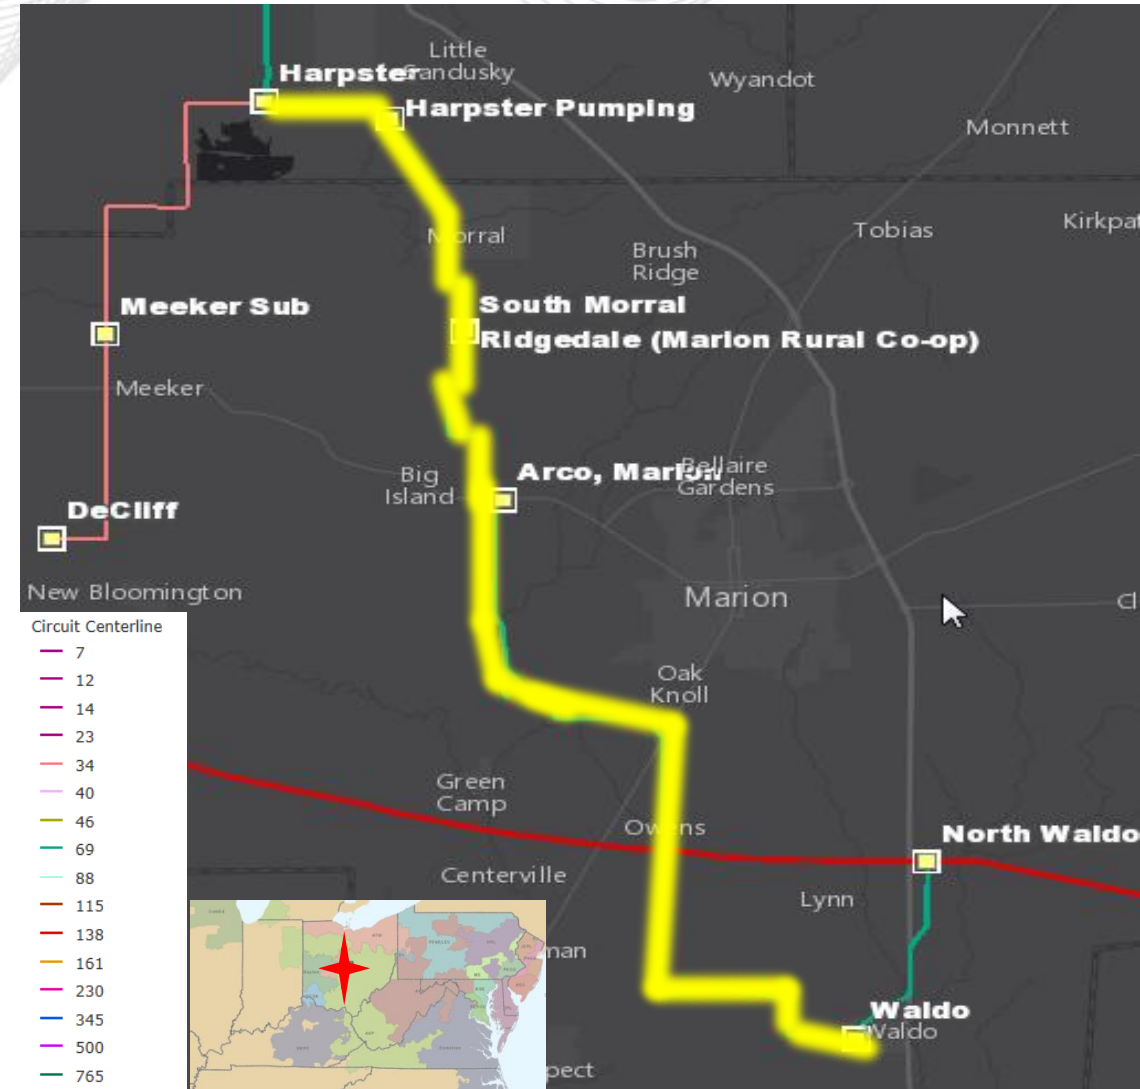 Little
Sandusky
Harpster
Wyandot
Harpster Pumping
Monnett
Kirkpat
Tobias
Morral
Brush
Ridge
Meeker Sub
South Morral
Ridgedale (Marion Rural Co-op)
Meeker
Big
Island
Arco, Marion
Bellaire
Gardens
DeCliff
New Bloomington
Marion
Cl
Circuit Centerline
7
12
14
23
34
40
46
69
88
115
138
161
230
345
500
765
Oak
Knoll
Green
Camp
Owens
North Waldo
Centerville
Lynn
man
Waldo
Waldo
pect